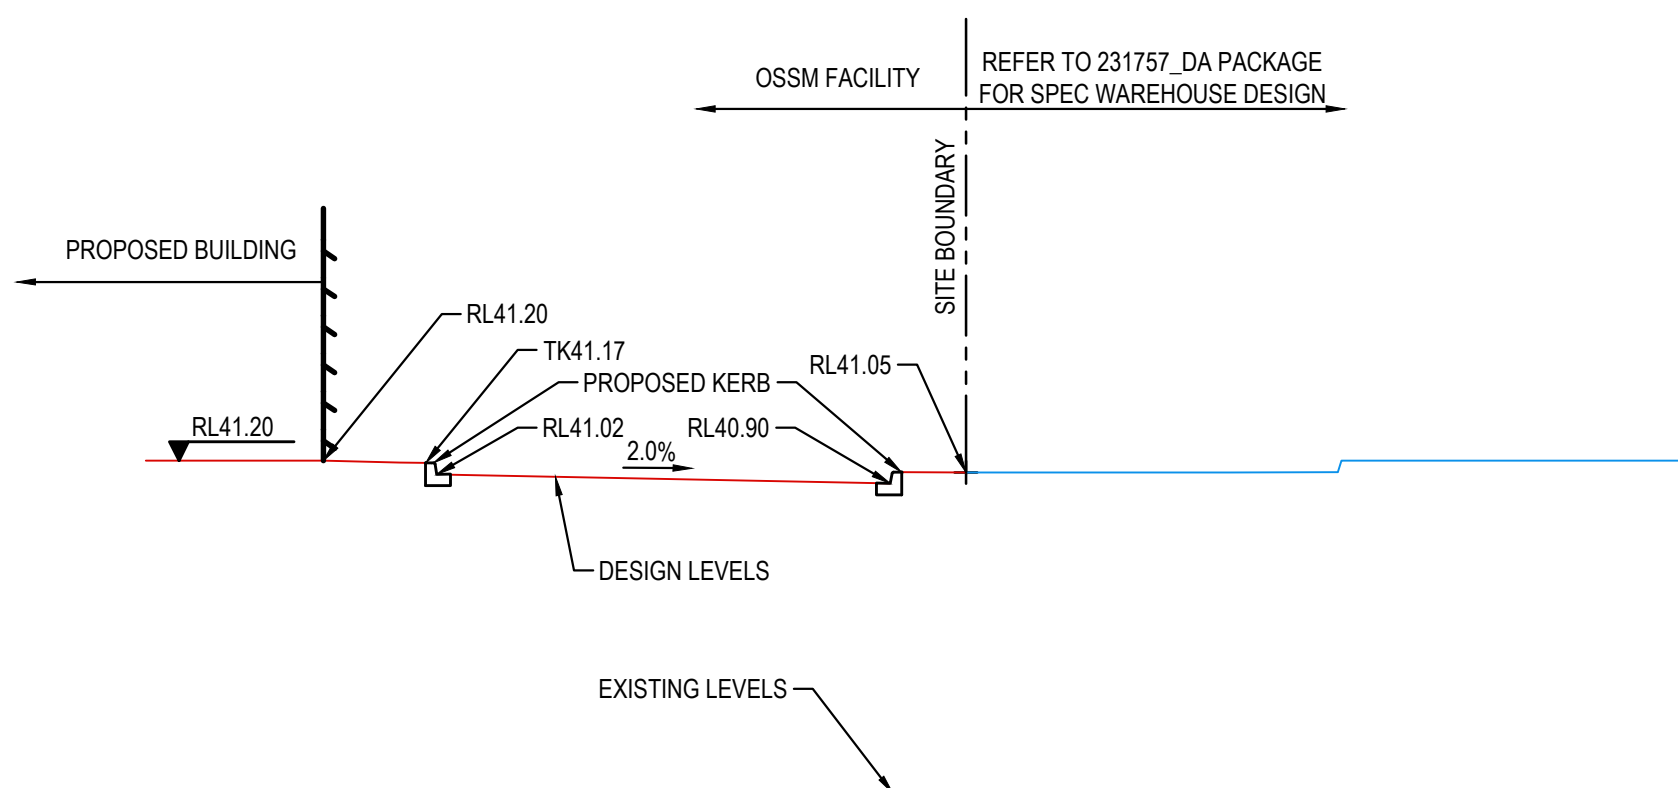 OSSM FACILITY
REFER TO 231757_DA PACKAGE
FOR SPEC WAREHOUSE DESIGN
SITE BOUNDARY
PROPOSED BUILDING
RL41.20
TK41.17
RL41.05
PROPOSED KERB
RL41.20
RL41.02
RL40.90
2.0%
DESIGN LEVELS
EXISTING LEVELS